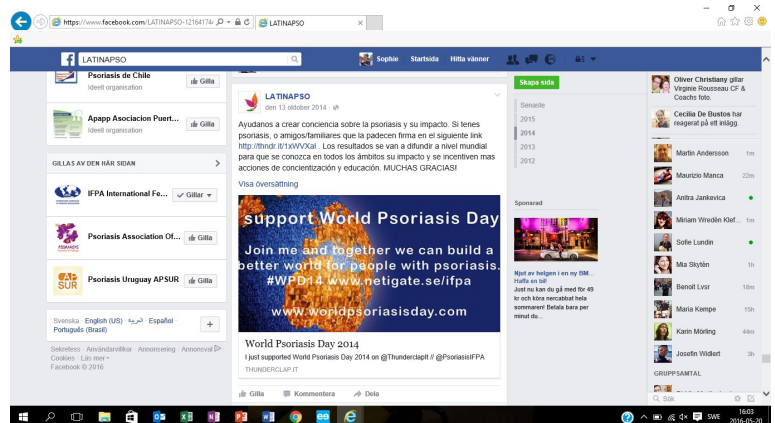 https://www.facebook.com/LATINAPSO-12164174
LATINAPSO
LATINAPSO
Sophie Startsida Hitta vänner
Psoriasis de Chile
Ideell organisation
Gilla
Apapp Asociacion Puert...
Ideell organisation
Gilla
GILLAS AV DEN HÄR SIDAN
IFPA International Fe...
Gillar
Psoriasis Association Of...
Gilla
Psoriasis Uruguay APSUR
Gilla
Svenska · English (US) · العربية · Español ·
Português (Brasil)
Sekretess · Användarvillkor · Annonsering · Annonsval
Cookies · Läs mer
Facebook © 2016
LATINAPSO
den 13 oktober 2014 ·
Ayudanos a crear conciencia sobre la psoriasis y su impacto. Si tenes
psoriasis, o amigos/familiares que la padecen firma en el siguiente link
http://thndr.it/1xWVXal . Los resultados se van a difundir a nivel mundial
para que se conozca en todos los ámbitos su impacto y se incentiven mas
acciones de concientización y educación. MUCHAS GRACIAS!
Visa översättning
support World Psoriasis Day
Join me and together we can build a
better world for people with psoriasis.
#WPD14 www.netigate.se/ifpa
www.worldpsoriasisday.com
World Psoriasis Day 2014
I just supported World Psoriasis Day 2014 on @ThunderclapIt // @PsoriasisIFPA
THUNDERCLAP.IT
Gilla Kommentera Dela
Skapa sida
Senaste
2015
2014
2013
2012
Sponsrad
Njut av helgen i en ny BM...
Haffa en bil!
Just nu kan du gå med för 49
kr och köra nercabbat hela
sommaren! Betala bara per
minut du...
Oliver Christiany gillar
Virginie Rousseau CF &
Coachs foto.
Cecilia De Bustos har
reagerat på ett inlägg.
Martin Andersson 1m
Maurizio Manca 22m
Anitra Jankevica
Miriam Wredén Klef... 1m
Sofie Lundin
Mia Skytén 1h
Benoit Lvsr 18m
Maria Kempe 15h
Karin Mörling 44m
Josefin Widlert 3h
GRUPPSAMTAL
Sök
SWE
16:03
2016-05-20